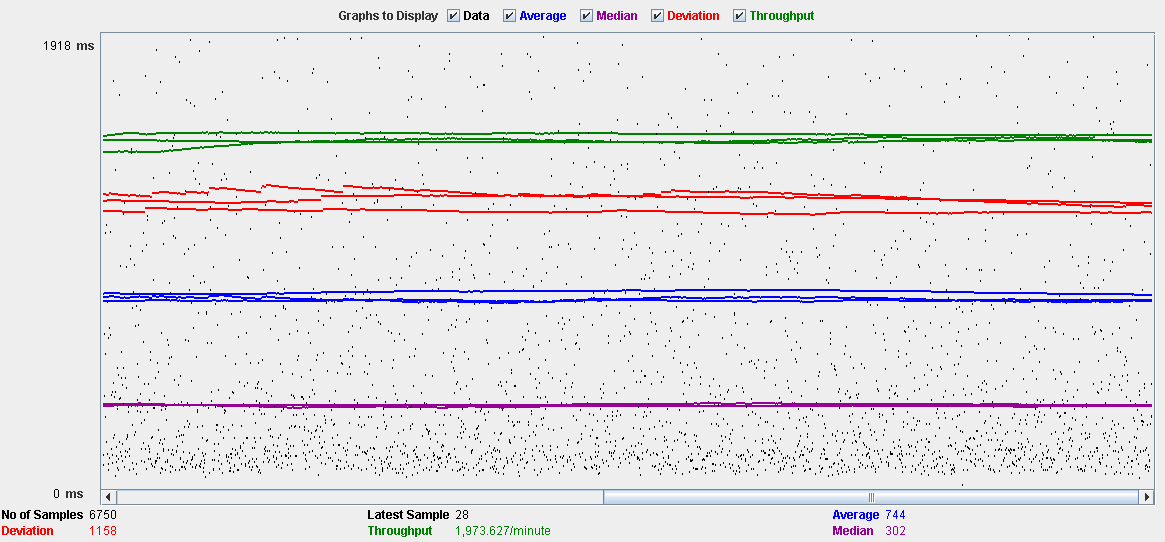 Graphs to Display Data Average Median Deviation Throughput
1918 ms
0 ms
No of Samples 6750 Latest Sample 28 Average 744
Deviation 1158 Throughput 1,973.627/minute Median 302